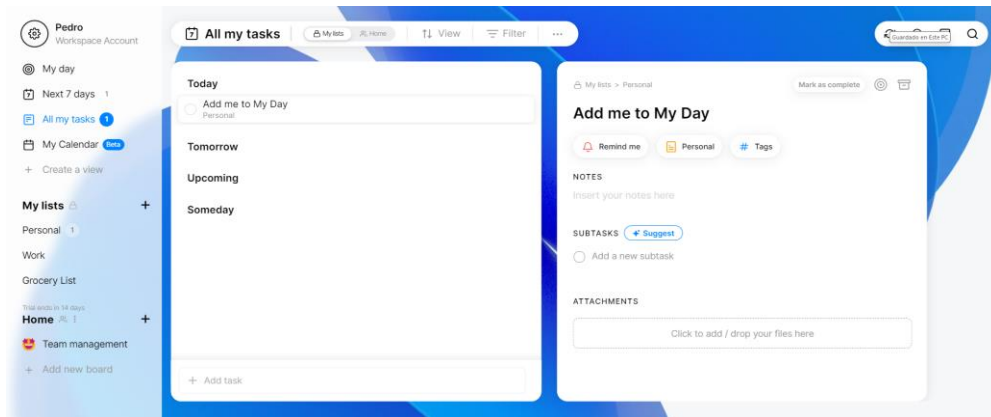 Pedro
Workspace Account
My day
Next 7 days 1
All my tasks 1
My Calendar Beta
+ Create a view
My lists +
Personal 1
Work
Grocery List
Trial ends in 14 days
Home +
Team management
+ Add new board
7 All my tasks My lists Home ↑↓ View Filter ...
Guardado en Este PC
Today
Add me to My Day
Personal
Tomorrow
Upcoming
Someday
+ Add task
My lists > Personal Mark as complete
Add me to My Day
Remind me Personal # Tags
NOTES
Insert your notes here
SUBTASKS Suggest
Add a new subtask
ATTACHMENTS
Click to add / drop your files here